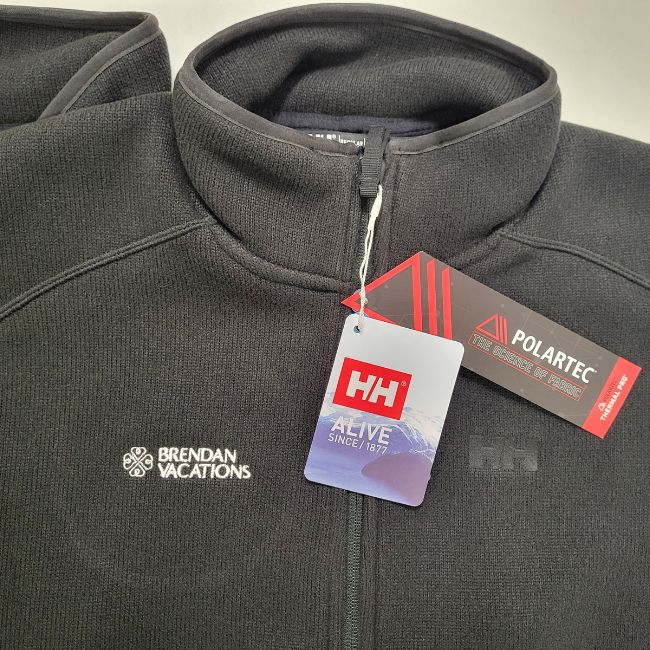 POLARTEC®
THE SCIENCE OF FABRIC
THERMAL PRO®
HH®
ALIVE
SINCE / 1877
HH
BRENDAN
VACATIONS